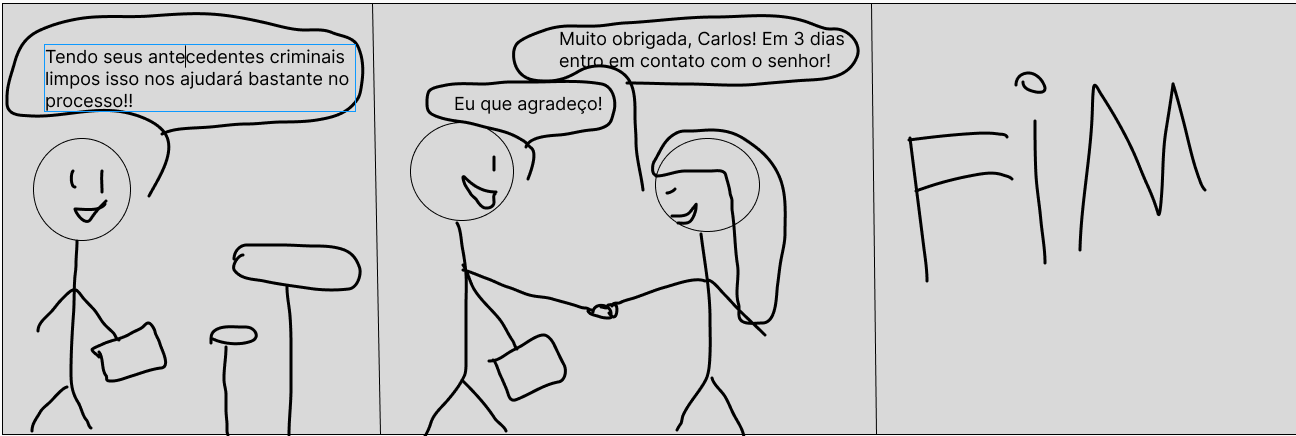 Tendo seus antecedentes criminais
limpos isso nos ajudará bastante no
processo!!
Muito obrigada, Carlos! Em 3 dias
entro em contato com o senhor!
Eu que agradeço!
FiM